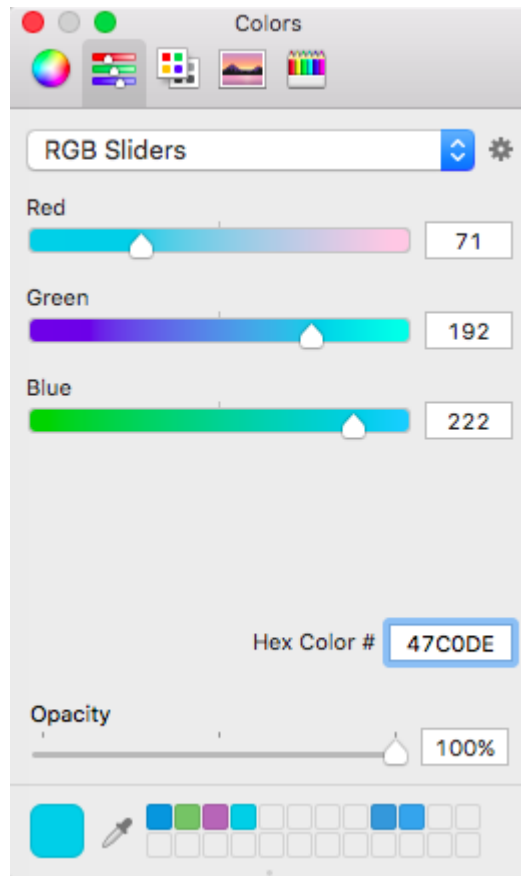 Colors
RGB Sliders
Red
71
Green
192
Blue
222
Hex Color # 47C0DE
Opacity
100%